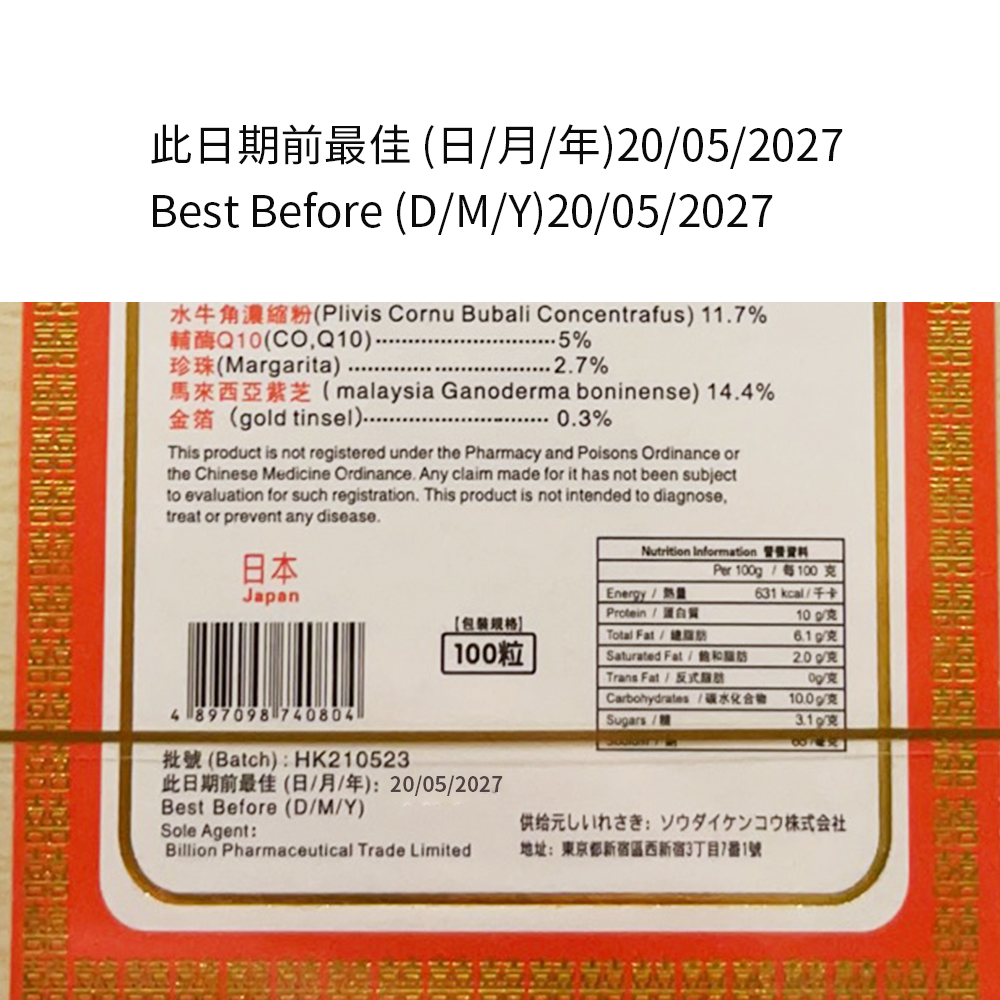 此日期前最佳 (日/月/年)20/05/2027
Best Before (D/M/Y)20/05/2027
水牛角濃縮粉(Plivis Cornu Bubali Concentrafus) 11.7%
輔酶Q10(CO,Q10)..............................5%
珍珠(Margarita) ..............................2.7%
馬來西亞紫芝 ( malaysia Ganoderma boninense) 14.4%
金箔 (gold tinsel)............................... 0.3%
This product is not registered under the Pharmacy and Poisons Ordinance or
the Chinese Medicine Ordinance. Any claim made for it has not been subject
to evaluation for such registration. This product is not intended to diagnose,
treat or prevent any disease.
日本
Japan
4 897098 740804
【包裝規格】
100粒
Nutrition Information 營養資料
Per 100g / 每100 克
Energy / 熱量 631 kcal/千卡
Protein / 蛋白質 10 g/克
Total Fat / 總脂肪 6.1 g/克
Saturated Fat / 飽和脂肪 2.0 g/克
Trans Fat / 反式脂肪 0g/克
Carbohydrates / 碳水化合物 10.0 g/克
Sugars / 糖 3.1 g/克
Sodium / 鈉
批號 (Batch) : HK210523
此日期前最佳 (日/月/年): 20/05/2027
Best Before (D/M/Y)
Sole Agent:
Billion Pharmaceutical Trade Limited
供给元しいれさき: ソウダイケンコウ株式会社
地址: 東京都新宿區西新宿3丁目7番1號